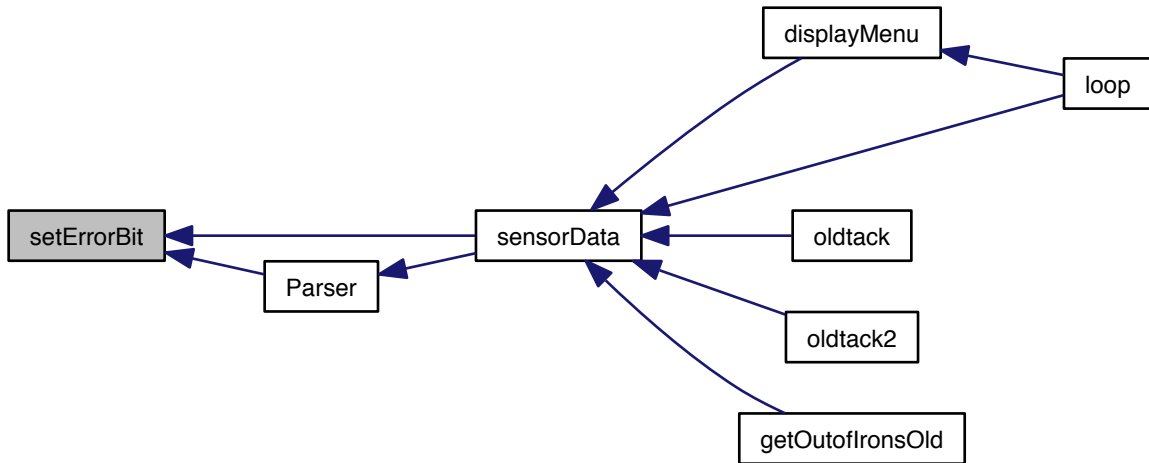 displayMenu
loop
setErrorBit
sensorData
oldtack
Parser
oldtack2
getOutofIronsOld